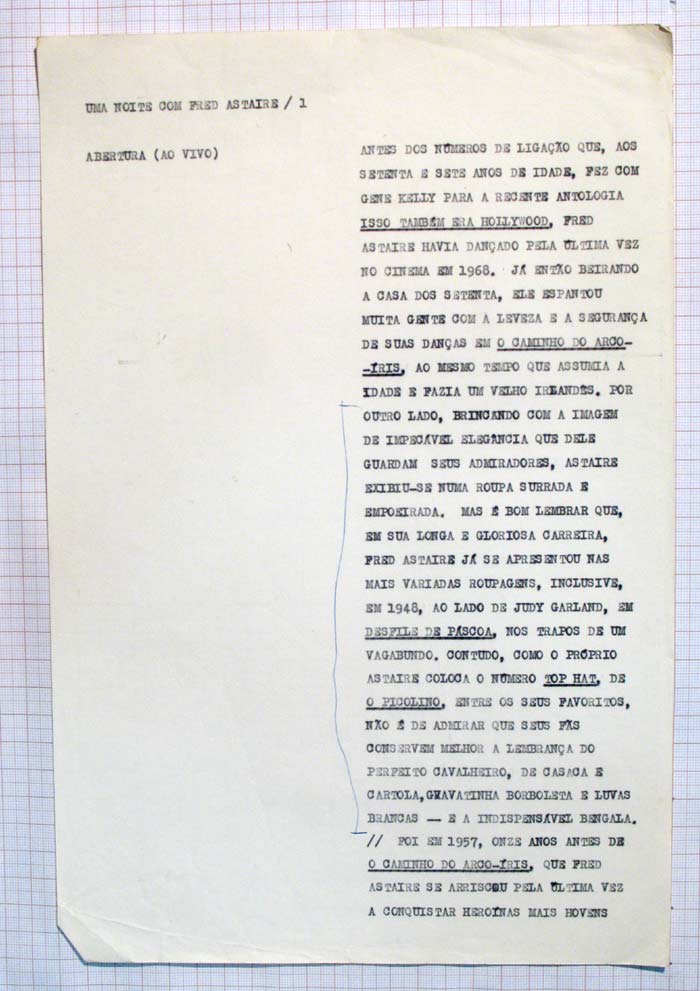 UMA NOITE COM FRED ASTAIRE / 1
ABERTURA (AO VIVO)
ANTES DOS NÚMEROS DE LIGAÇÃO QUE, AOS
SETENTA E SETE ANOS DE IDADE, FEZ COM
GENE KELLY PARA A RECENTE ANTOLOGIA
ISSO TAMBÉM ERA HOLLYWOOD, FRED
ASTAIRE HAVIA DANÇADO PELA ÚLTIMA VEZ
NO CINEMA EM 1968. JÁ ENTÃO BEIRANDO
A CASA DOS SETENTA, ELE ESPANTOU
MUITA GENTE COM A LEVEZA E A SEGURANÇA
DE SUAS DANÇAS EM O CAMINHO DO ARCO-
-ÍRIS, AO MESMO TEMPO QUE ASSUMIA A
IDADE E FAZIA UM VELHO IRLANDÊS. POR
OUTRO LADO, BRINCANDO COM A IMAGEM
DE IMPECÁVEL ELEGÂNCIA QUE DELE
GUARDAM SEUS ADMIRADORES, ASTAIRE
EXIBIU-SE NUMA ROUPA SURRADA E
EMPOEIRADA. MAS É BOM LEMBRAR QUE,
EM SUA LONGA E GLORIOSA CARREIRA,
FRED ASTAIRE JÁ SE APRESENTOU NAS
MAIS VARIADAS ROUPAGENS, INCLUSIVE,
EM 1948, AO LADO DE JUDY GARLAND, EM
DESFILE DE PÁSCOA, NOS TRAPOS DE UM
VAGABUNDO. CONTUDO, COMO O PRÓPRIO
ASTAIRE COLOCA O NÚMERO TOP HAT, DE
O PICOLINO, ENTRE OS SEUS FAVORITOS,
NÃO É DE ADMIRAR QUE SEUS FÃS
CONSERVEM MELHOR A LEMBRANÇA DO
PERFEITO CAVALHEIRO, DE CASACA E
CARTOLA, GRAVATINHA BORBOLETA E LUVAS
BRANCAS — E A INDISPENSÁVEL BENGALA.
// FOI EM 1957, ONZE ANOS ANTES DE
O CAMINHO DO ARCO-ÍRIS, QUE FRED
ASTAIRE SE ARRISCOU PELA ÚLTIMA VEZ
A CONQUISTAR HEROÍNAS MAIS HOVENS